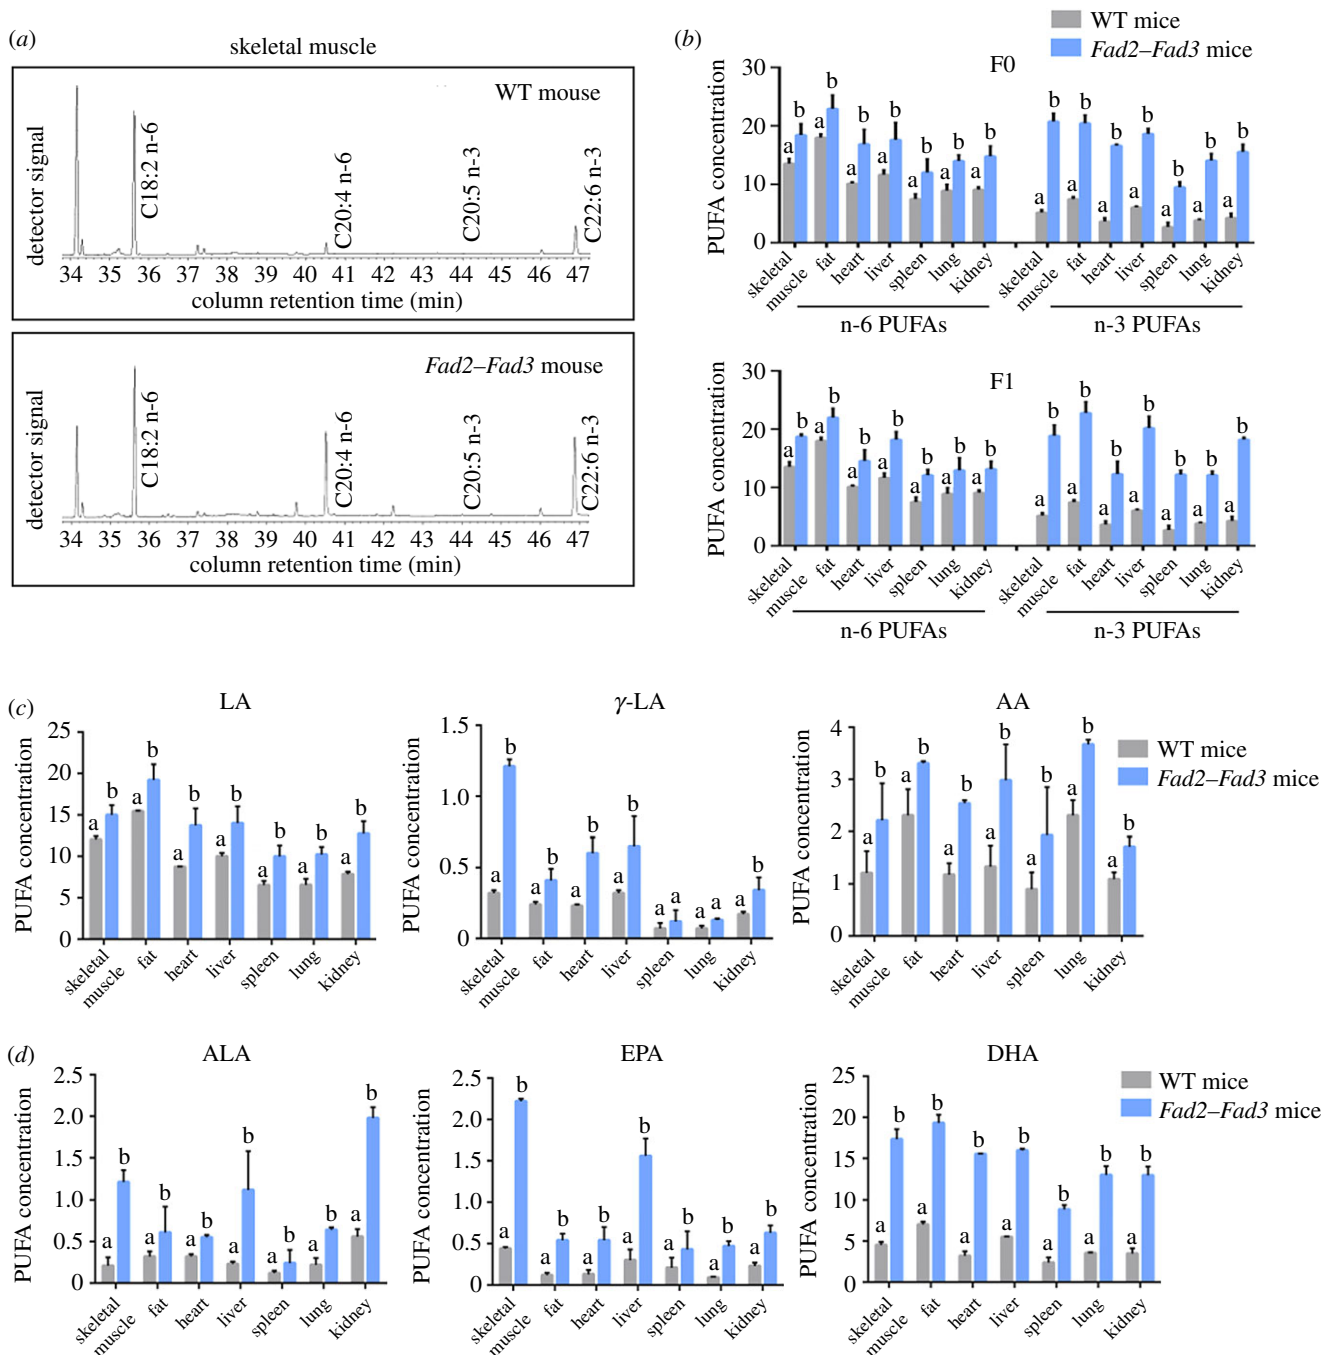 (a)
skeletal muscle
WT mouse
detector signal
C18:2 n-6
C20:4 n-6
C20:5 n-3
C22:6 n-3
34 35 36 37 38 39 40 41 42 43 44 45 46 47
column retention time (min)
Fad2–Fad3 mouse
detector signal
C18:2 n-6
C20:4 n-6
C20:5 n-3
C22:6 n-3
34 35 36 37 38 39 40 41 42 43 44 45 46 47
column retention time (min)
(b)
WT mice
Fad2–Fad3 mice
F0
PUFA concentration
30
20
10
0
a b a b a b a b a b a b a b
a b a b a b a b a b a b a b
skeletal muscle fat heart liver spleen lung kidney
skeletal muscle fat heart liver spleen lung kidney
n-6 PUFAs
n-3 PUFAs
F1
PUFA concentration
30
20
10
0
a b a b a b a b a b a b a b
a b a b a b a b a b a b a b
skeletal muscle fat heart liver spleen lung kidney
skeletal muscle fat heart liver spleen lung kidney
n-6 PUFAs
n-3 PUFAs
(c)
LA
PUFA concentration
25
20
15
10
5
0
a b a b a b a b a b a b a b
skeletal muscle fat heart liver spleen lung kidney
γ-LA
PUFA concentration
1.5
1.0
0.5
0
a b a b a b a b a a a a a b
skeletal muscle fat heart liver spleen lung kidney
AA
PUFA concentration
4
3
2
1
0
a b a b a b a b a b a b a b
skeletal muscle fat heart liver spleen lung kidney
WT mice
Fad2–Fad3 mice
(d)
ALA
PUFA concentration
2.5
2.0
1.5
1.0
0.5
0
a b a b a b a b a b a b a b
skeletal muscle fat heart liver spleen lung kidney
EPA
PUFA concentration
2.5
2.0
1.5
1.0
0.5
0
a b a b a b a b a b a b a b
skeletal muscle fat heart liver spleen lung kidney
DHA
PUFA concentration
25
20
15
10
5
0
a b a b a b a b a b a b a b
skeletal muscle fat heart liver spleen lung kidney
WT mice
Fad2–Fad3 mice